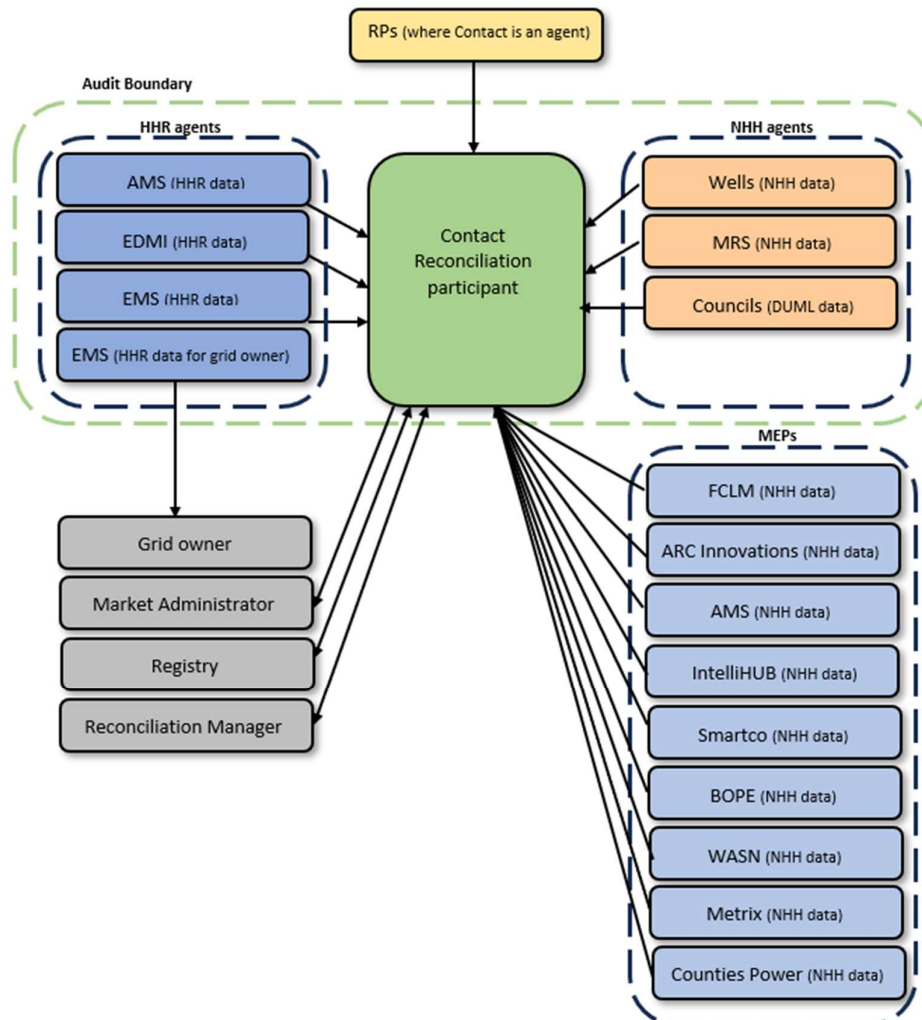 RPs (where Contact is an agent)
Audit Boundary
HHR agents
NHH agents
AMS (HHR data)
EDMI (HHR data)
EMS (HHR data)
EMS (HHR data for grid owner)
Contact
Reconciliation
participant
Wells (NHH data)
MRS (NHH data)
Councils (DUML data)
MEPs
Grid owner
Market Administrator
Registry
Reconciliation Manager
FCLM (NHH data)
ARC Innovations (NHH data)
AMS (NHH data)
IntelliHUB (NHH data)
Smartco (NHH data)
BOPE (NHH data)
WASN (NHH data)
Metrix (NHH data)
Counties Power (NHH data)